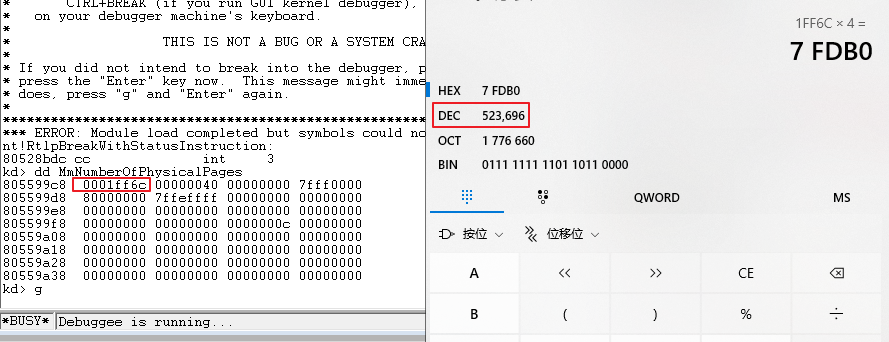 *        CTRL+BREAK (if you run GUI kernel debugger),
*   on your debugger machine's keyboard.
*
*                   THIS IS NOT A BUG OR A SYSTEM CRA
*
* If you did not intend to break into the debugger, p
* press the "Enter" key now.  This message might imme
* does, press "g" and "Enter" again.
*
*****************************************************
*** ERROR: Module load completed but symbols could no
nt!RtlpBreakWithStatusInstruction:
80528bdc cc              int     3
kd> dd MmNumberOfPhysicalPages
805599c8  0001ff6c 00000040 00000000 7fff0000
805599d8  80000000 7ffeffff 00000000 00000000
805599e8  00000000 00000000 00000000 00000000
805599f8  00000000 00000000 0000000c 00000000
80559a08  00000000 00000000 00000000 00000000
80559a18  00000000 00000000 00000000 00000000
80559a28  00000000 00000000 00000000 00000000
80559a38  00000000 00000000 00000000 00000000
kd> g
*BUSY* Debuggee is running...
1FF6C × 4 =
7 FDB0
HEX 7 FDB0
DEC 523,696
OCT 1 776 660
BIN 0111 1111 1101 1011 0000
QWORD MS
按位 位移位
A << >> CE
B ( ) % ÷